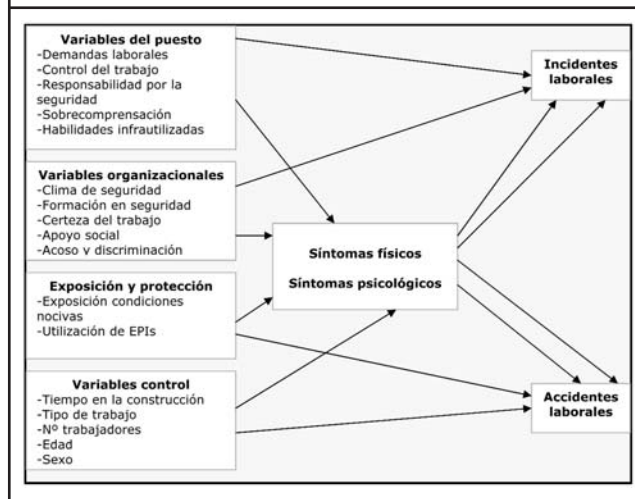 Variables del puesto
-Demandas laborales
-Control del trabajo
-Responsabilidad por la
seguridad
-Sobrecomprensación
-Habilidades infrautilizadas
Variables organizacionales
-Clima de seguridad
-Formación en seguridad
-Certeza del trabajo
-Apoyo social
-Acoso y discriminación
Exposición y protección
-Exposición condiciones
nocivas
-Utilización de EPIs
Variables control
-Tiempo en la construcción
-Tipo de trabajo
-Nº trabajadores
-Edad
-Sexo
Síntomas físicos
Síntomas psicológicos
Incidentes
laborales
Accidentes
laborales